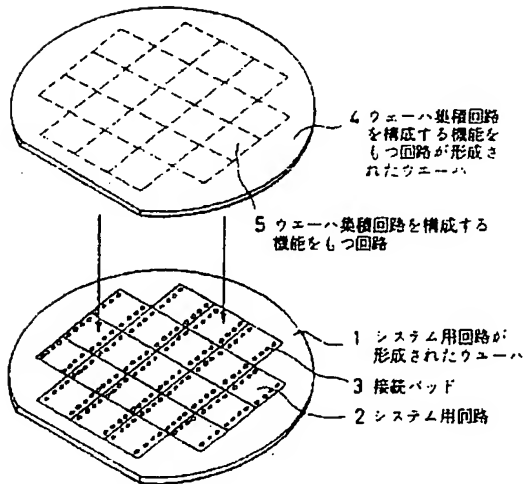 4 ウェーハ集積回路
を構成する機能を
もつ回路が形成さ
れたウエーハ
5 ウェーハ集積回路を構成する
機能をもつ回路
1 システム用回路が
形成されたウエーハ
3 接続パッド
2 システム用回路